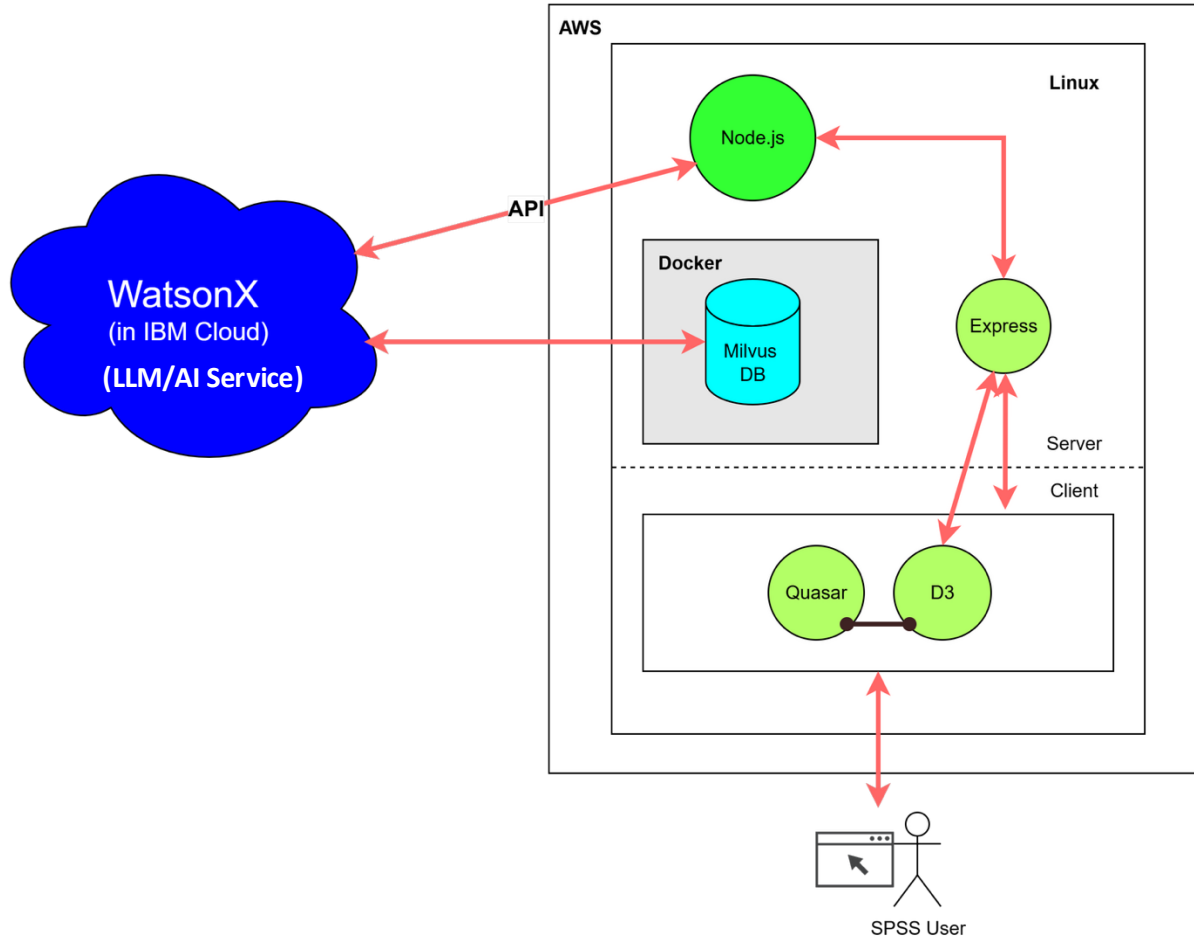 AWS
Linux
Node.js
API
Docker
WatsonX
(in IBM Cloud)
(LLM/AI Service)
Milvus
DB
Express
Server
Client
Quasar
D3
SPSS User